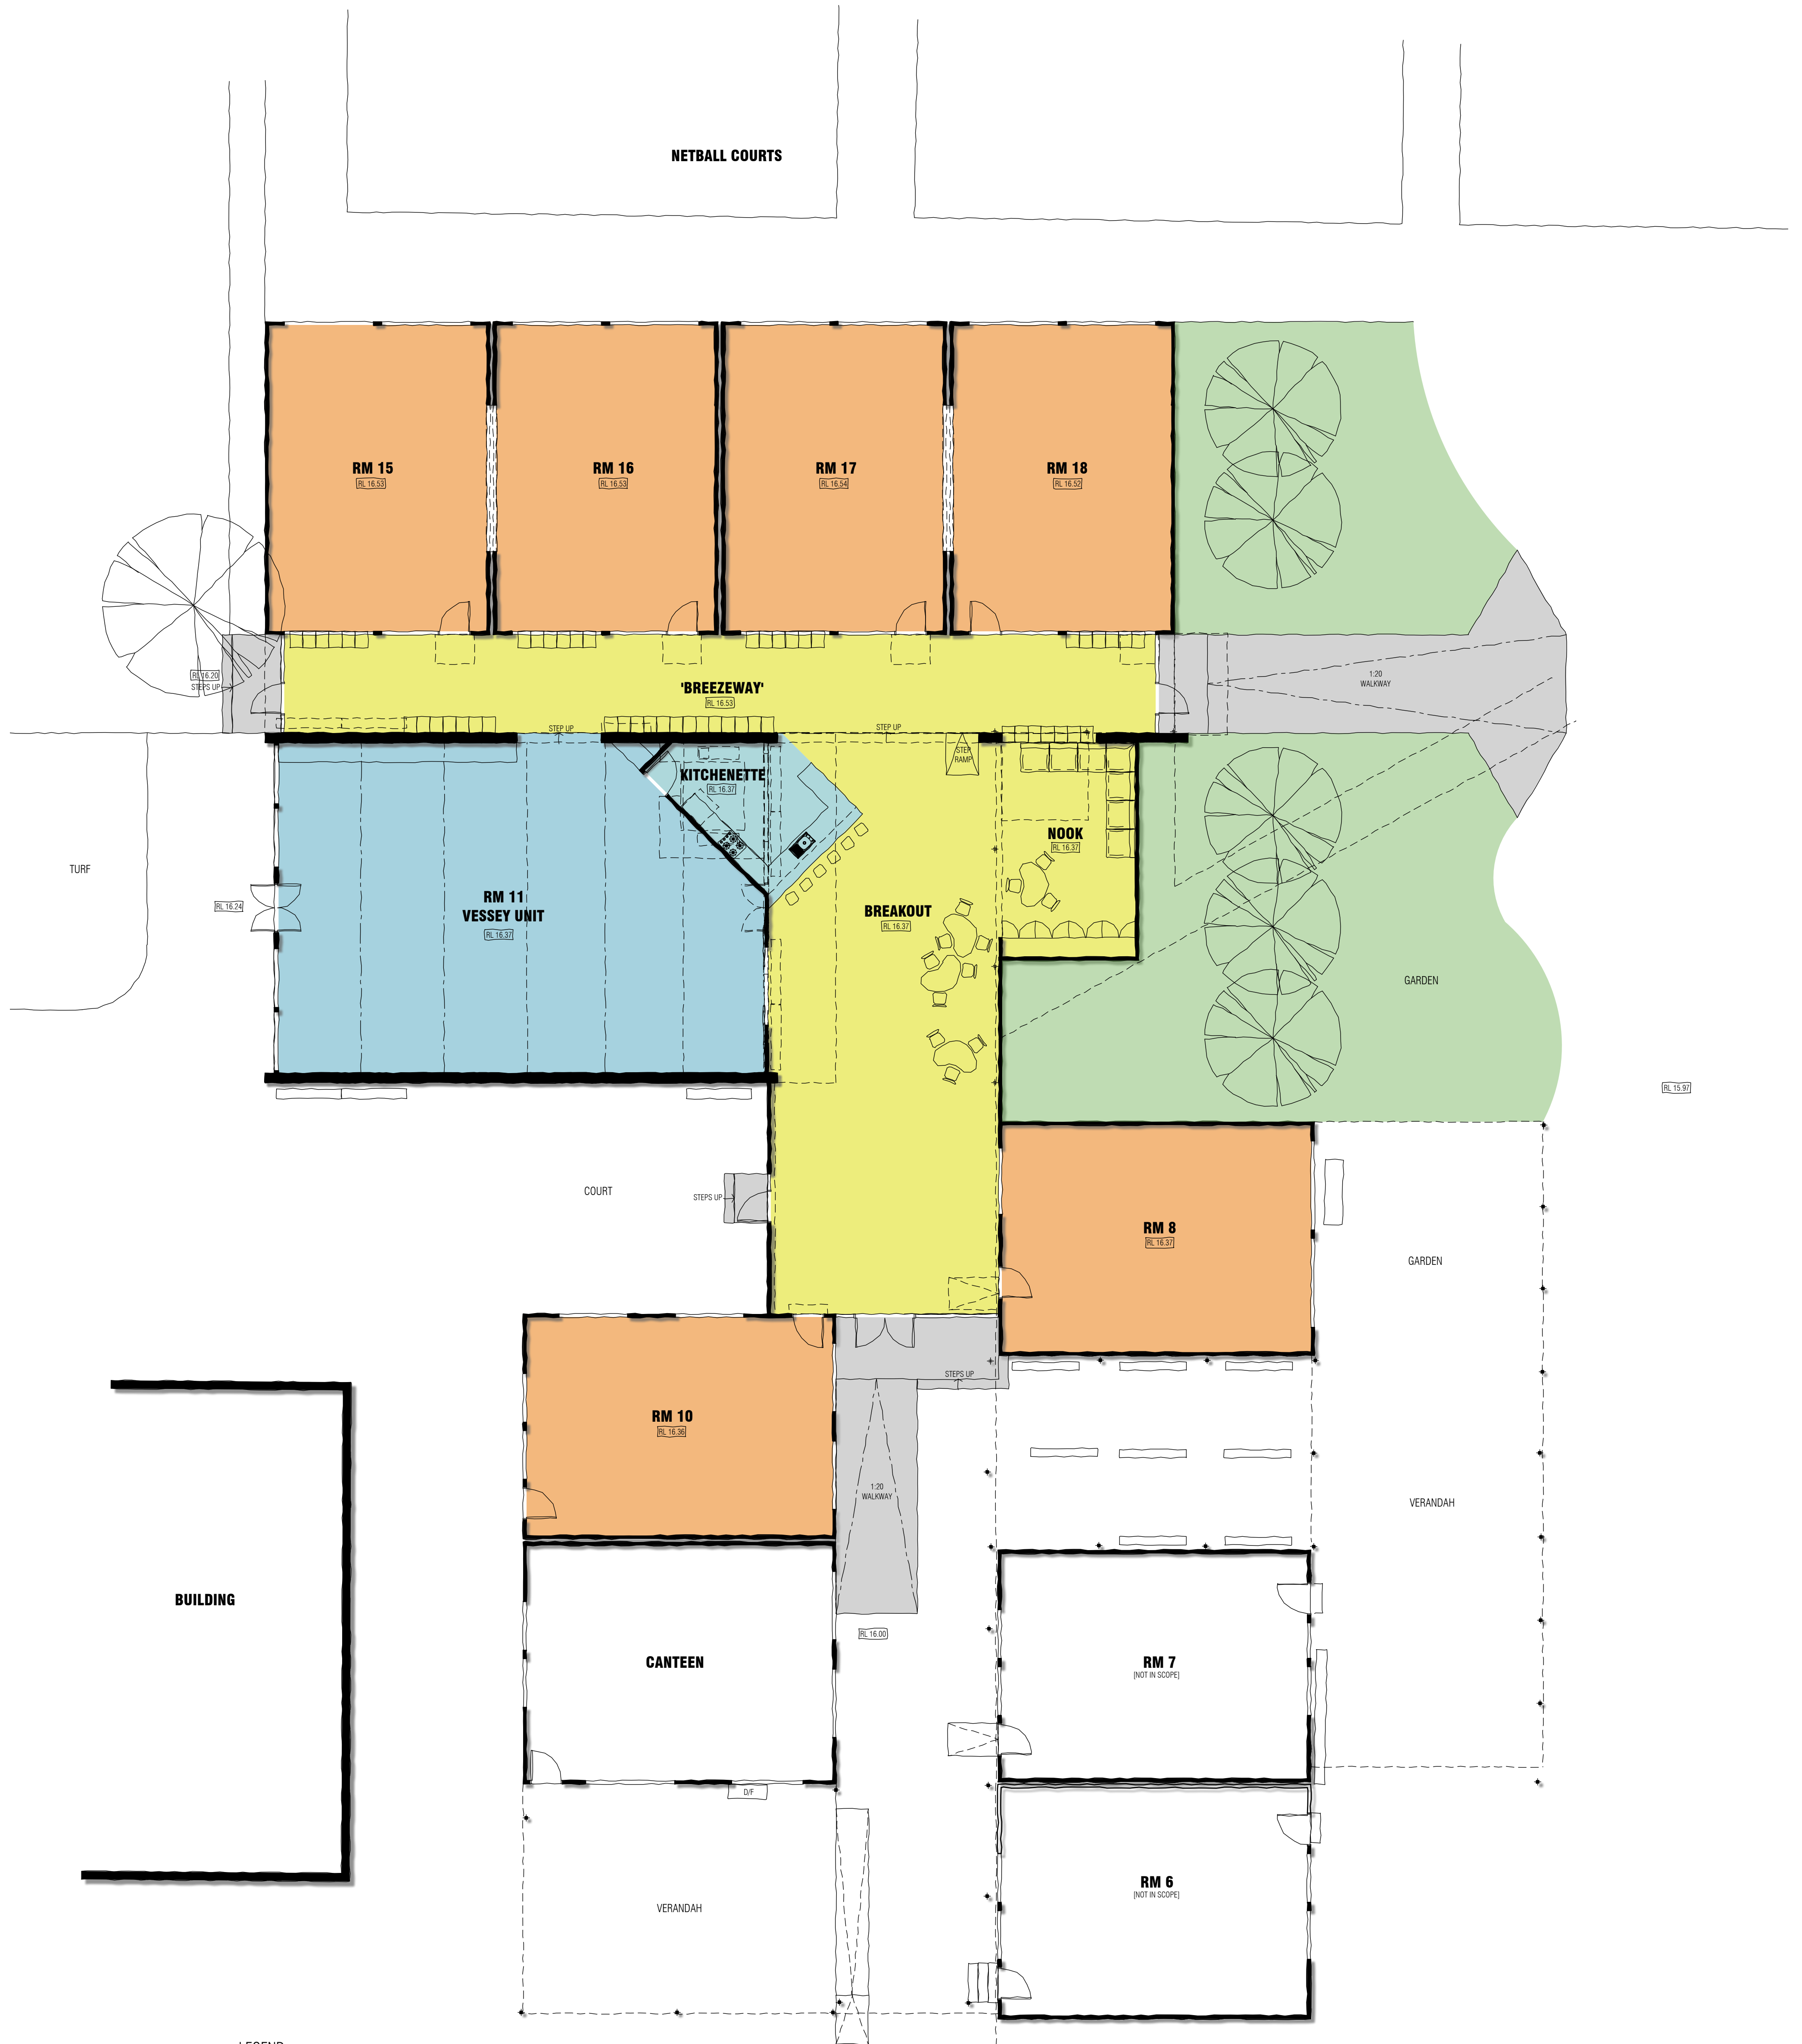 NETBALL COURTS
RM 15
RL 16.53
RM 16
RL 16.53
RM 17
RL 16.54
RM 18
RL 16.52
RL 16.20
STEPS UP
'BREEZEWAY'
RL 16.53
1:20
WALKWAY
STEP UP
STEP UP
STEP
RAMP
KITCHENETTE
RL 16.37
NOOK
RL 16.37
TURF
RL 16.24
RM 11
VESSEY UNIT
RL 16.37
BREAKOUT
RL 16.37
GARDEN
RL 15.97
COURT
STEPS UP
RM 8
RL 16.37
GARDEN
STEPS UP
RM 10
RL 16.36
1:20
WALKWAY
VERANDAH
BUILDING
RL 16.00
CANTEEN
RM 7
[NOT IN SCOPE]
D/F
RM 6
[NOT IN SCOPE]
VERANDAH
LEGEND